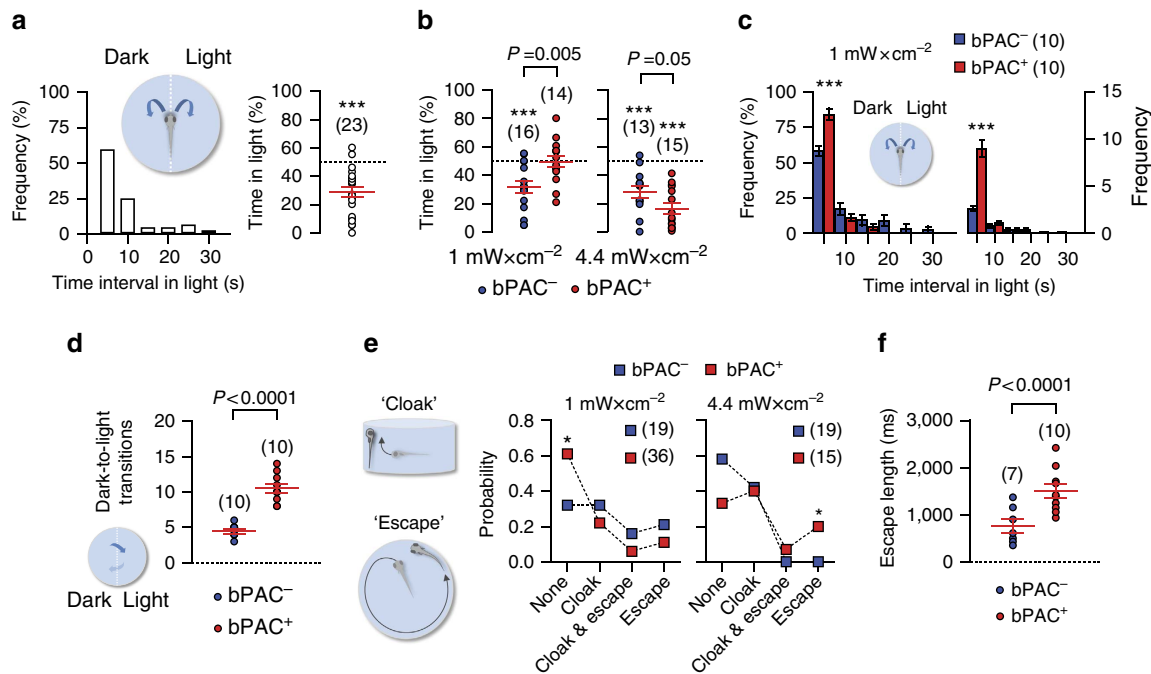 a
Dark Light
Frequency (%)
100
75
50
25
0
0 10 20 30
Time interval in light (s)
Time in light (%)
100
80
60
40
20
0
***
(23)
b
P=0.005
P=0.05
Time in light (%)
100
80
60
40
20
0
***
(16)
(14)
***
(13)
***
(15)
1 mW×cm−2 4.4 mW×cm−2
bPAC− bPAC+
c
1 mW×cm−2
bPAC− (10)
bPAC+ (10)
Frequency (%)
100
75
50
25
0
***
Dark Light
***
15
10
5
0
Frequency
10 20 30
10 20 30
Time interval in light (s)
d
P<0.0001
Dark-to-light
transitions
20
15
10
5
0
(10)
(10)
Dark Light
bPAC−
bPAC+
e
bPAC− bPAC+
'Cloak'
'Escape'
1 mW×cm−2
4.4 mW×cm−2
Probability
0.8
0.6
0.4
0.2
0.0
*
(19)
(36)
(19)
(15)
*
None
Cloak
Cloak & escape
Escape
None
Cloak
Cloak & escape
Escape
f
P<0.0001
Escape length (ms)
3,000
2,000
1,000
0
(7)
(10)
bPAC−
bPAC+